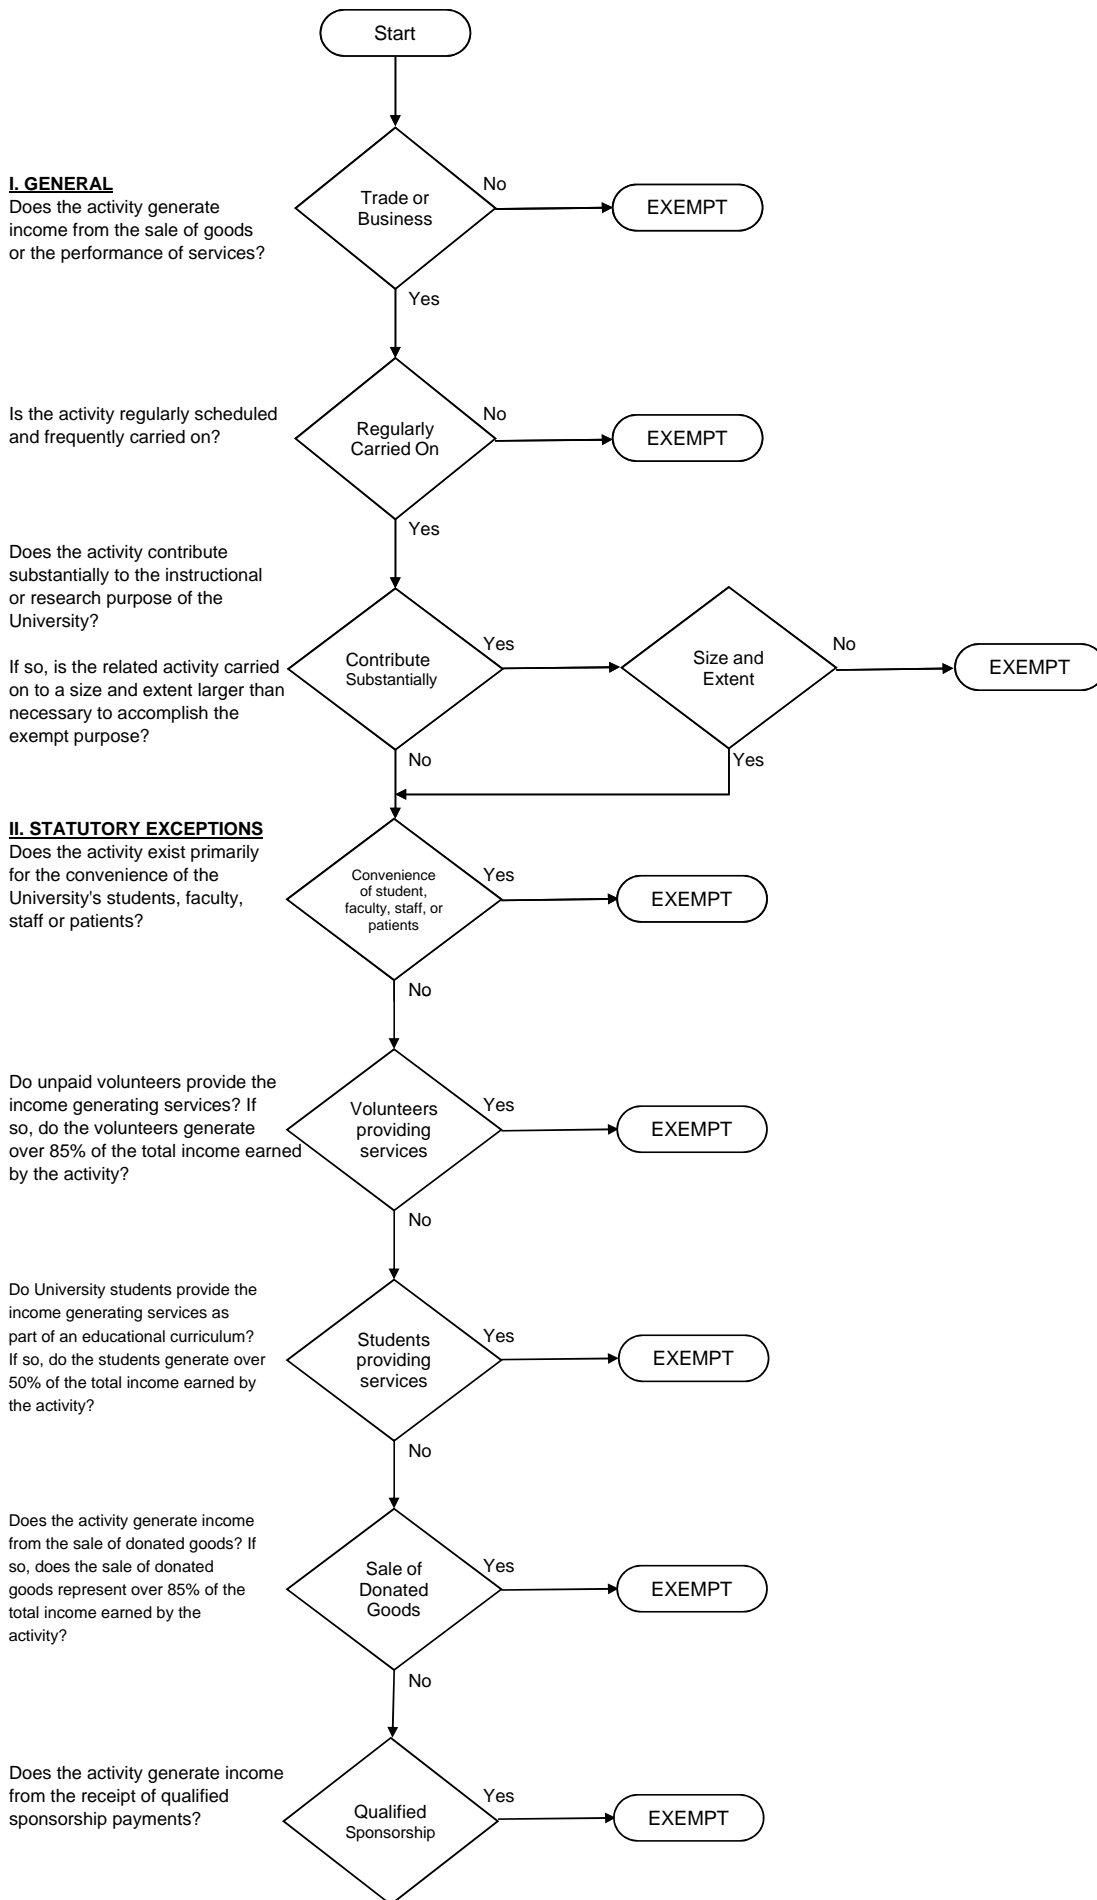 Start
I. GENERAL
Does the activity generate
income from the sale of goods
or the performance of services?
Trade or
Business
No
EXEMPT
Yes
Is the activity regularly scheduled
and frequently carried on?
Regularly
Carried On
No
EXEMPT
Yes
Does the activity contribute
substantially to the instructional
or research purpose of the
University?
If so, is the related activity carried
on to a size and extent larger than
necessary to accomplish the
exempt purpose?
Contribute
Substantially
Yes
Size and
Extent
No
EXEMPT
No
Yes
II. STATUTORY EXCEPTIONS
Does the activity exist primarily
for the convenience of the
University's students, faculty,
staff or patients?
Convenience
of student,
faculty, staff, or
patients
Yes
EXEMPT
No
Do unpaid volunteers provide the
income generating services? If
so, do the volunteers generate
over 85% of the total income earned
by the activity?
Volunteers
providing
services
Yes
EXEMPT
No
Do University students provide the
income generating services as
part of an educational curriculum?
If so, do the students generate over
50% of the total income earned by
the activity?
Students
providing
services
Yes
EXEMPT
No
Does the activity generate income
from the sale of donated goods? If
so, does the sale of donated
goods represent over 85% of the
total income earned by the
activity?
Sale of
Donated
Goods
Yes
EXEMPT
No
Does the activity generate income
from the receipt of qualified
sponsorship payments?
Qualified
Sponsorship
Yes
EXEMPT